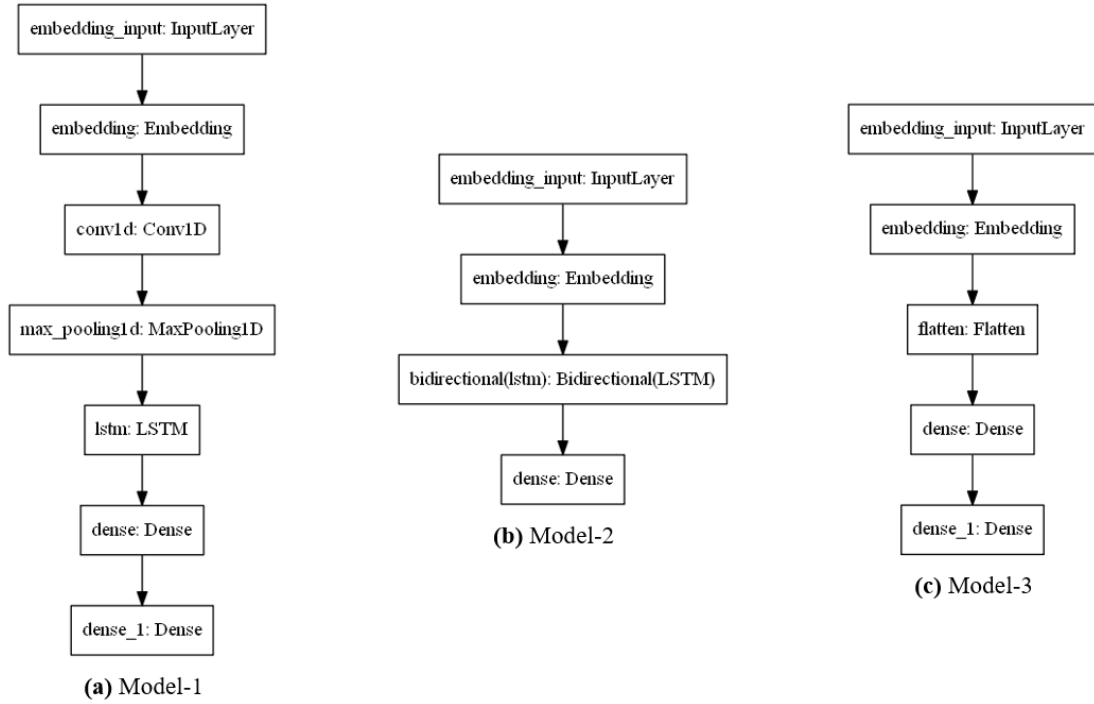 embedding_input: InputLayer
embedding: Embedding
conv1d: Conv1D
max_pooling1d: MaxPooling1D
lstm: LSTM
dense: Dense
dense_1: Dense
(a) Model-1
embedding_input: InputLayer
embedding: Embedding
bidirectional(lstm): Bidirectional(LSTM)
dense: Dense
(b) Model-2
embedding_input: InputLayer
embedding: Embedding
flatten: Flatten
dense: Dense
dense_1: Dense
(c) Model-3